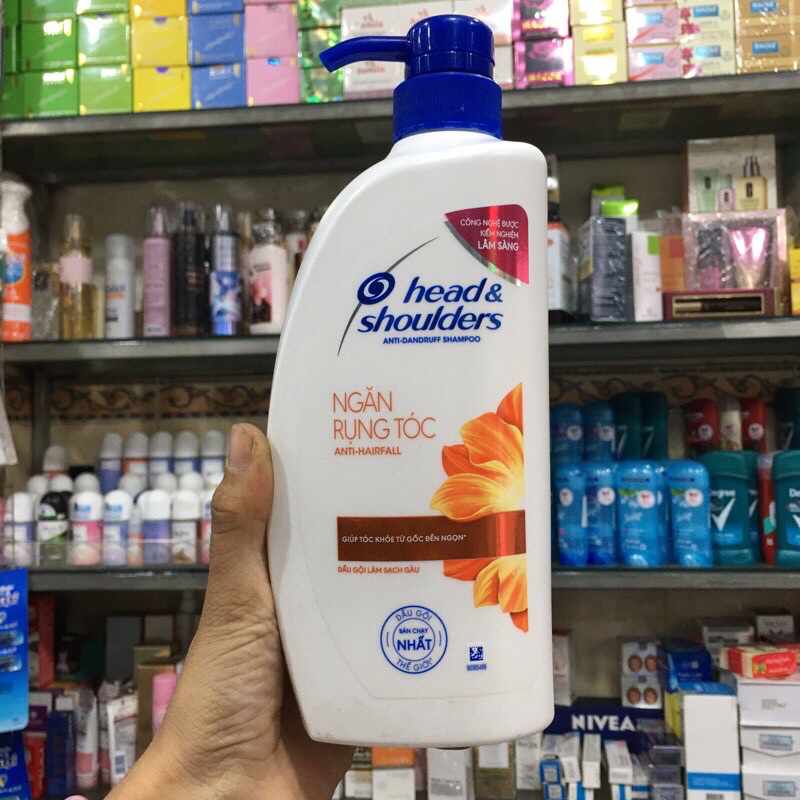 CÔNG NGHỆ ĐƯỢC
KIỂM NGHIỆM
LÂM SÀNG
head &
shoulders
ANTI-DANDRUFF SHAMPOO
NGĂN
RỤNG TÓC
ANTI-HAIRFALL
GIÚP TÓC KHỎE TỪ GỐC ĐẾN NGỌN*
DẦU GỘI LÀM SẠCH GÀU
DẦU GỘI
BÁN CHẠY
NHẤT
THẾ GIỚI*
Degree
NIVEA